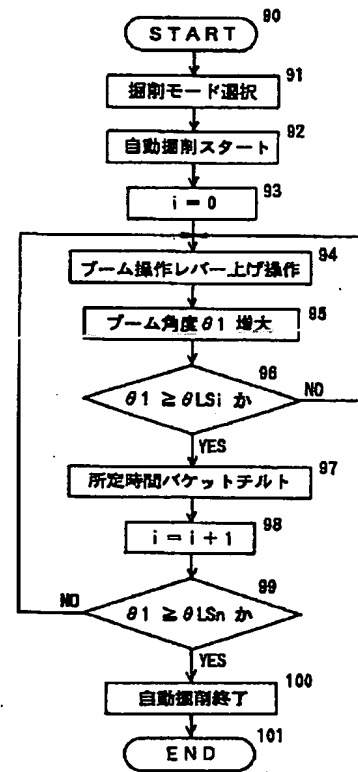 90
START
91
掘削モード選択
92
自動掘削スタート
93
i=0
94
ブーム操作レバー上げ操作
95
ブーム角度θ1 増大
96
θ1 ≧ θLSi か
NO
YES
97
所定時間バケットチルト
98
i=i+1
99
NO
θ1 ≧ θLSn か
YES
100
自動掘削終了
101
END